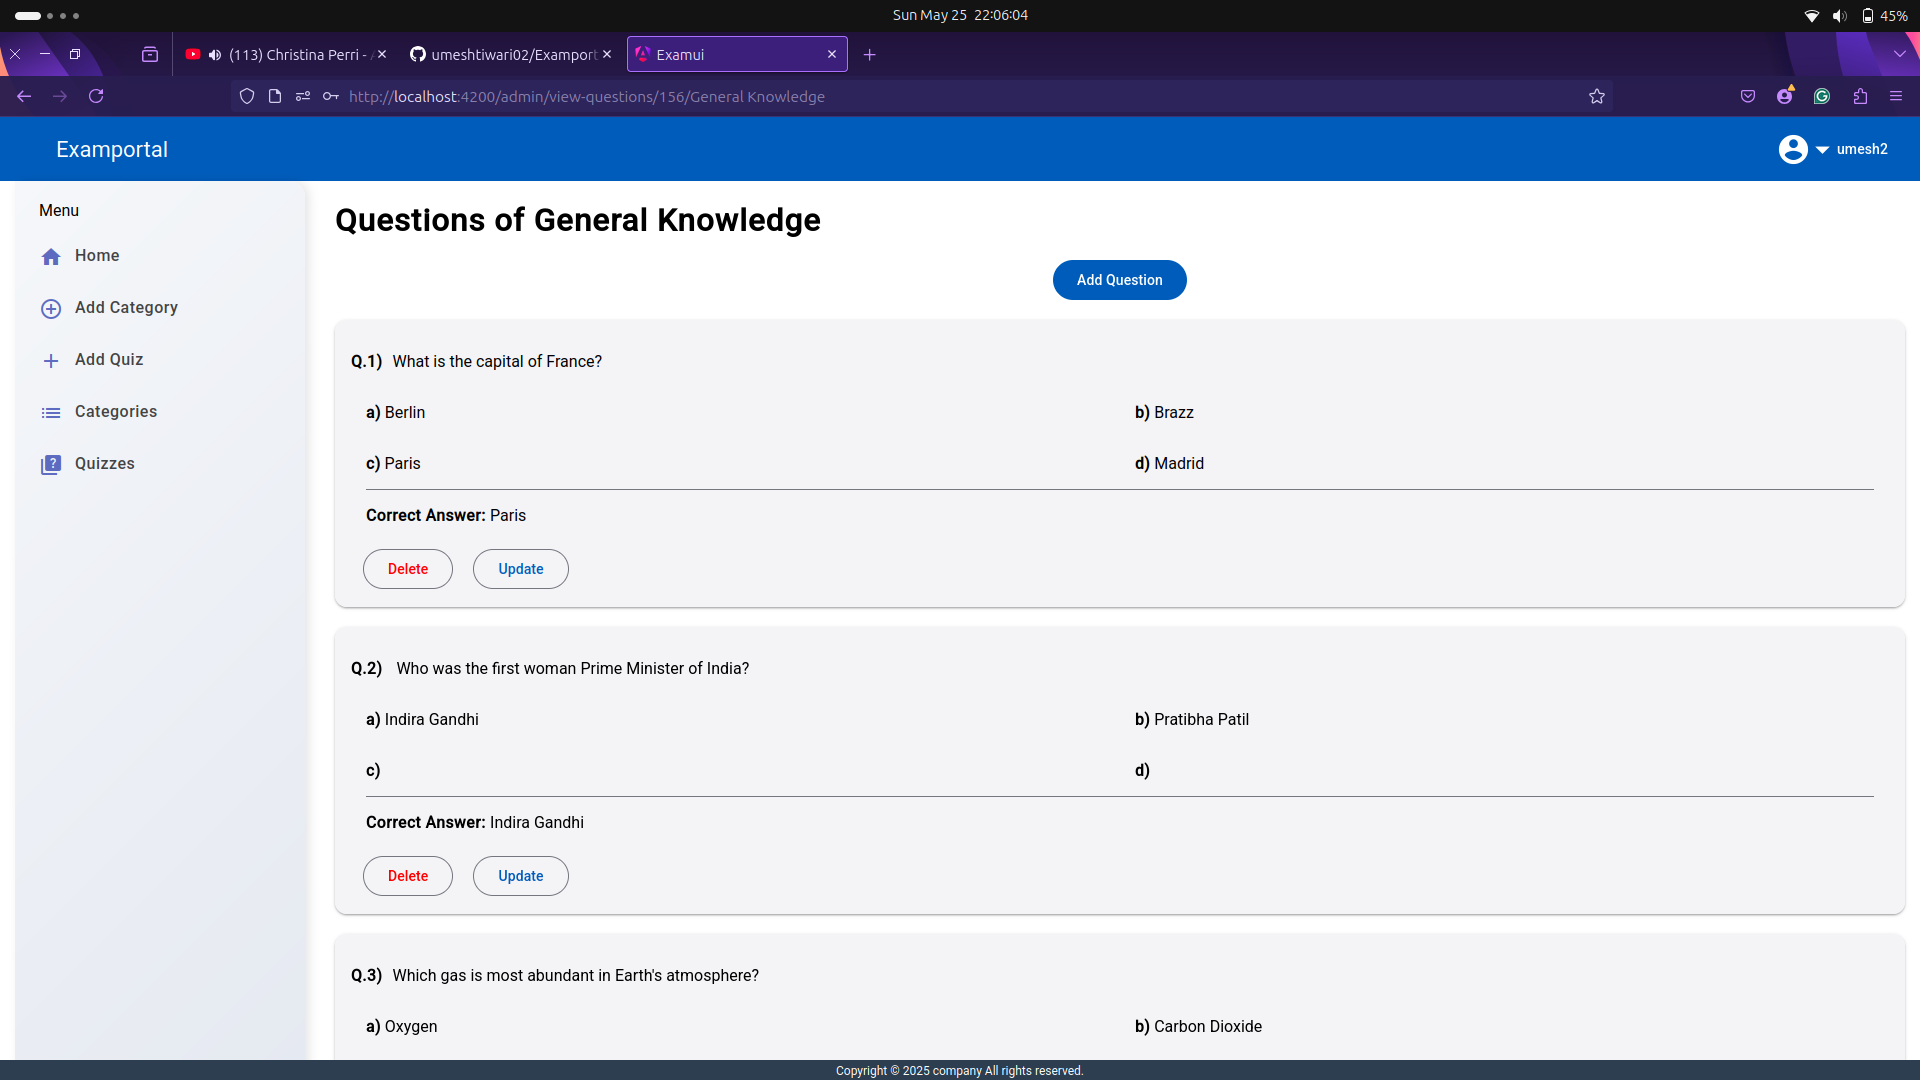 Sun May 25 22:06:04
45%
(113) Christina Perri - A
umeshtiwari02/Examport
Examui
http://localhost:4200/admin/view-questions/156/General Knowledge
Examportal
umesh2
Menu
Home
Add Category
Add Quiz
Categories
Quizzes
Questions of General Knowledge
Add Question
Q.1) What is the capital of France?
a) Berlin
b) Brazz
c) Paris
d) Madrid
Correct Answer: Paris
Delete
Update
Q.2) Who was the first woman Prime Minister of India?
a) Indira Gandhi
b) Pratibha Patil
c)
d)
Correct Answer: Indira Gandhi
Delete
Update
Q.3) Which gas is most abundant in Earth's atmosphere?
a) Oxygen
b) Carbon Dioxide
Copyright © 2025 company All rights reserved.